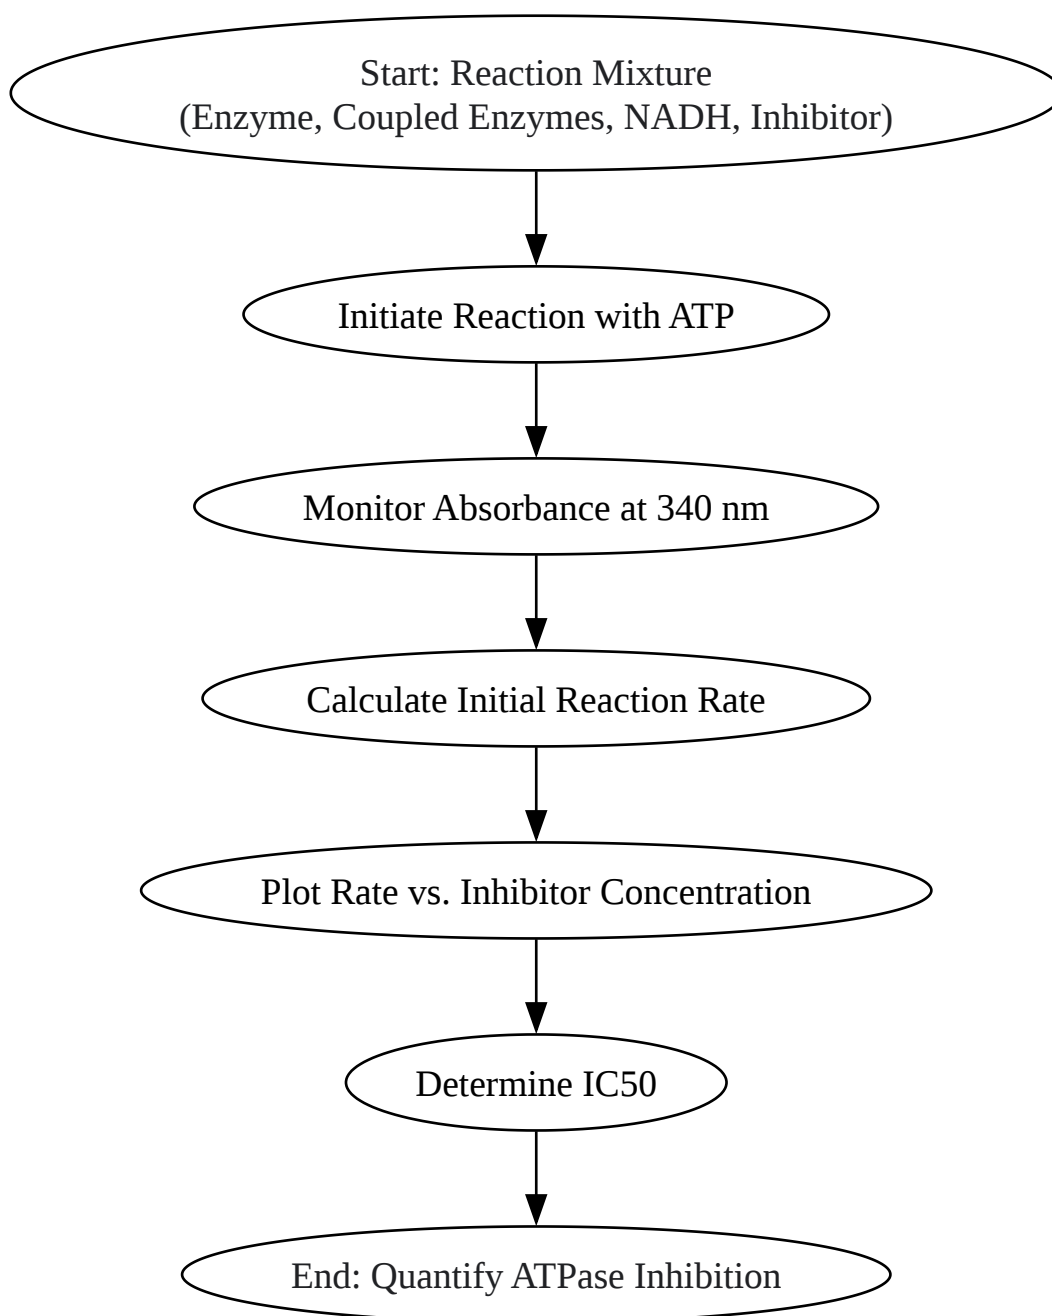 Start: Reaction Mixture
(Enzyme, Coupled Enzymes, NADH, Inhibitor)
Initiate Reaction with ATP
Monitor Absorbance at 340 nm
Calculate Initial Reaction Rate
Plot Rate vs. Inhibitor Concentration
Determine IC50
End: Quantify ATPase Inhibition